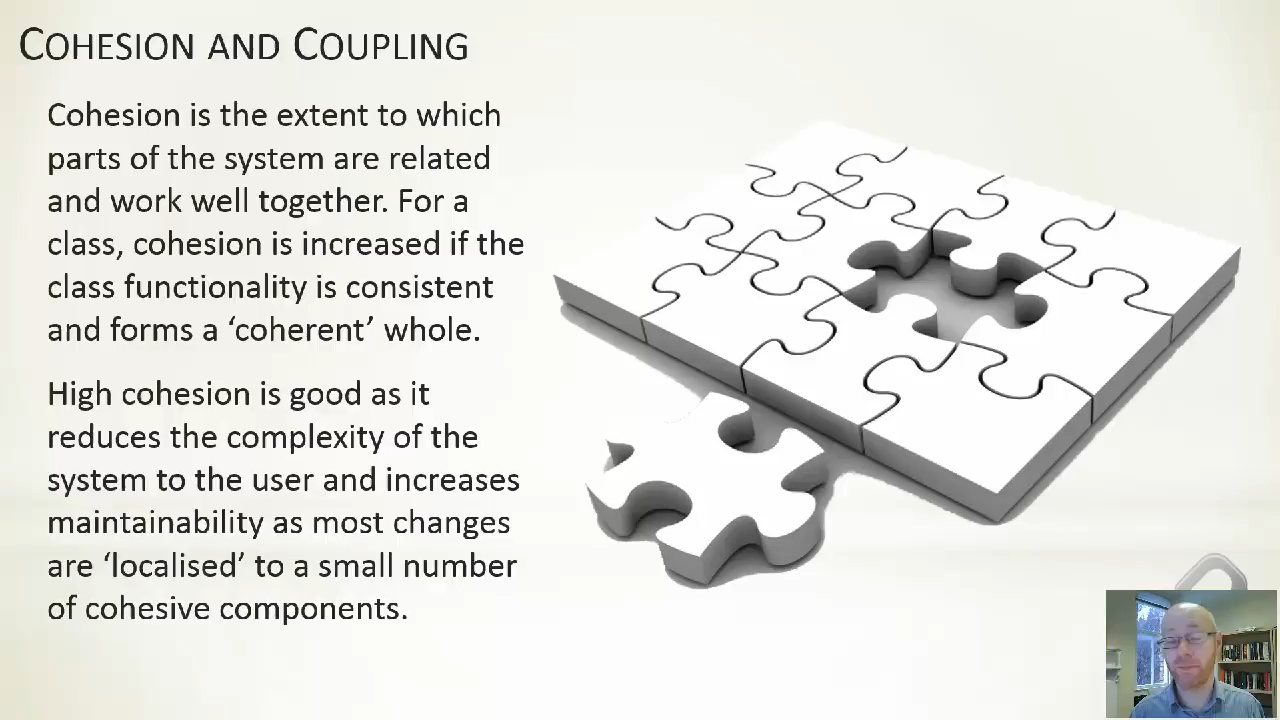 COHESION AND COUPLING
Cohesion is the extent to which
parts of the system are related
and work well together. For a
class, cohesion is increased if the
class functionality is consistent
and forms a ‘coherent’ whole.
High cohesion is good as it
reduces the complexity of the
system to the user and increases
maintainability as most changes
are ‘localised’ to a small number
of cohesive components.